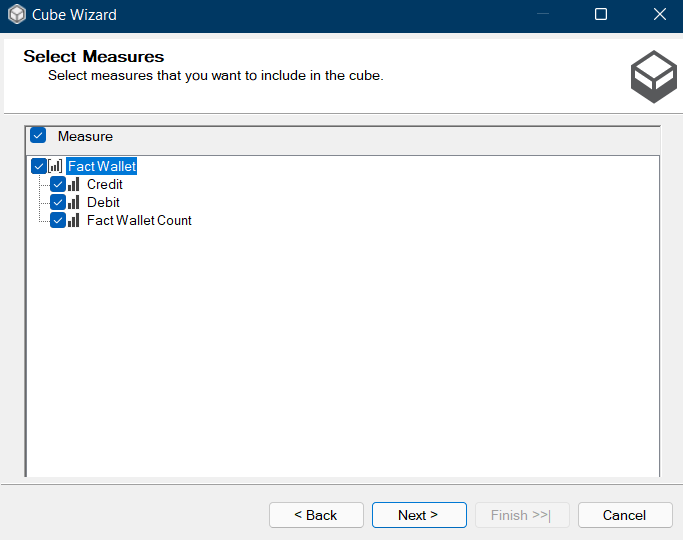 Cube Wizard
Select Measures
Select measures that you want to include in the cube.
Measure
Fact Wallet
Credit
Debit
Fact Wallet Count
< Back
Next >
Finish >>|
Cancel